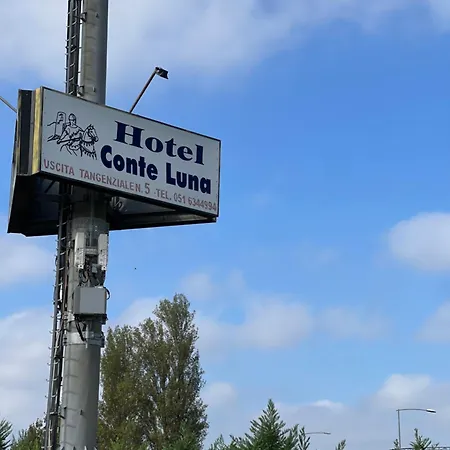 Hotel
Conte Luna
USCITA TANGENZIALE N. 5 - TEL. 051 6344994